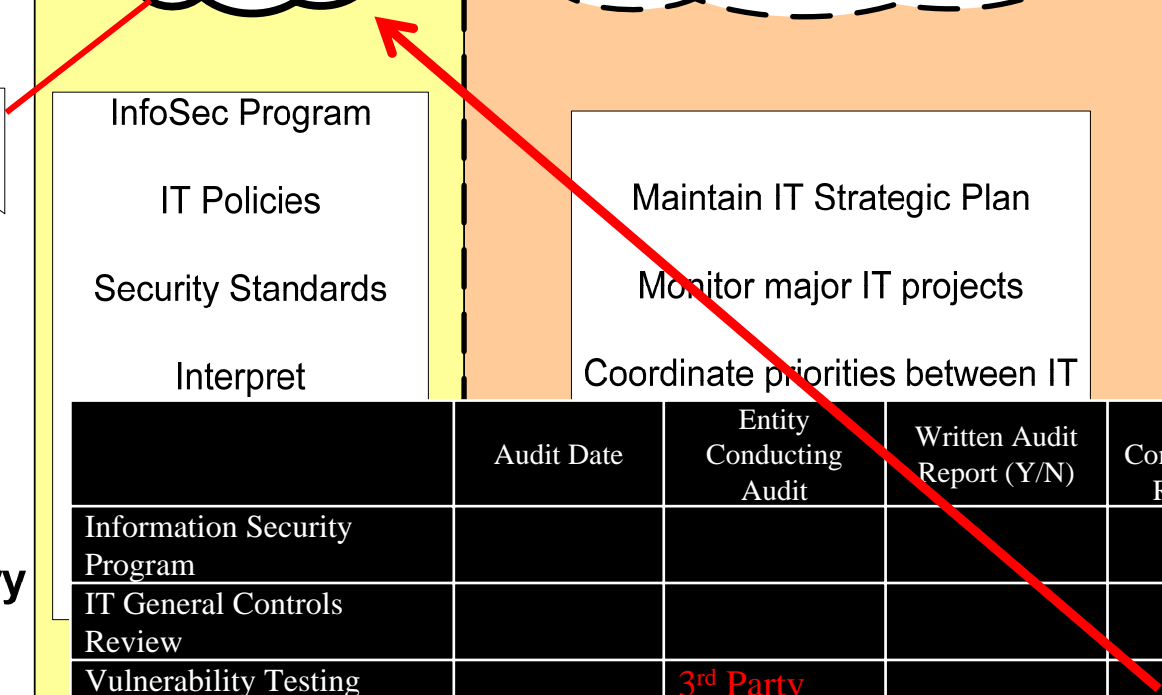 InfoSec Program
IT Policies
Security Standards
Interpret
Maintain IT Strategic Plan
Monitor major IT projects
Coordinate priorities between IT
Audit Date
Entity
Conducting
Audit
Written Audit
Report (Y/N)
Information Security
Program
IT General Controls
Review
Vulnerability Testing
3rd Party